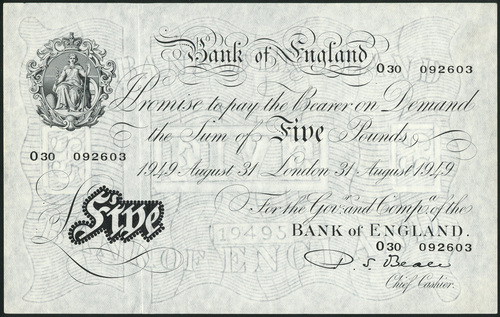 Bank of England
O30 092603
Promise to pay the Bearer on Demand
the Sum of Five Pounds
O30 092603
1949 August 31 London 31 August 1949
For the Gov.r and Comp.a of the
BANK of ENGLAND.
£Five
O30 092603
P. S. Beale
Chief Cashier.